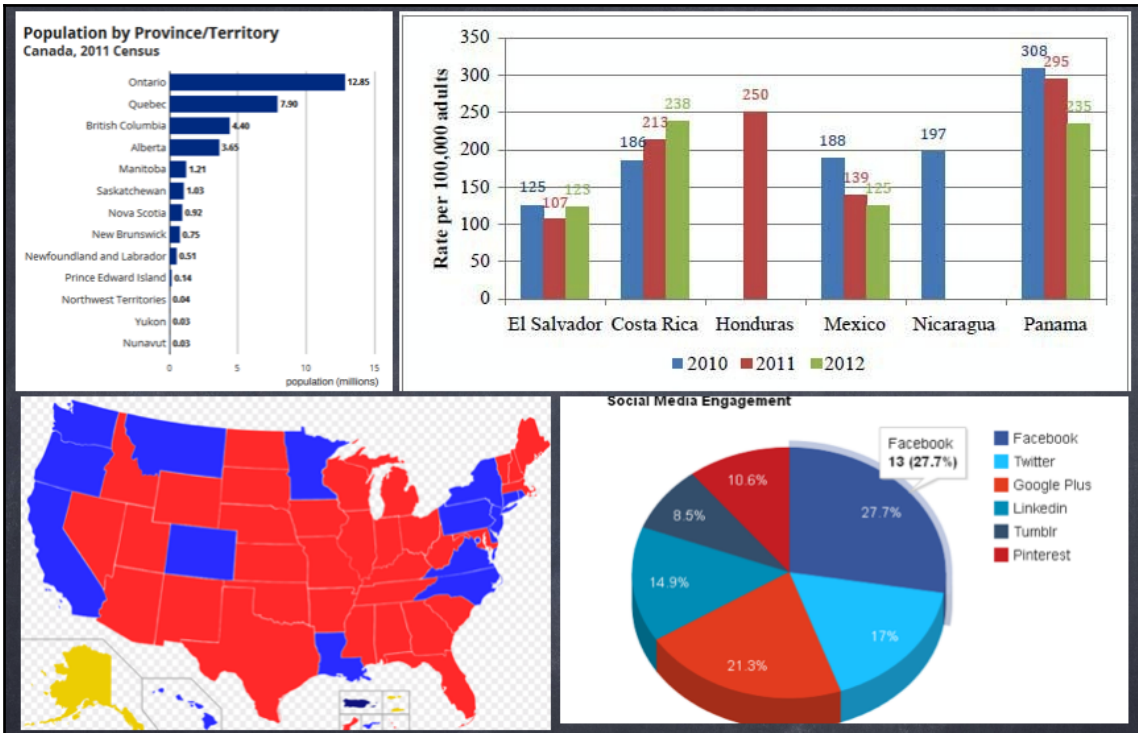 Population by Province/Territory
Canada, 2011 Census
Ontario 12.85
Quebec 7.90
British Columbia 4.40
Alberta 3.65
Manitoba 1.21
Saskatchewan 1.03
Nova Scotia 0.92
New Brunswick 0.75
Newfoundland and Labrador 0.51
Prince Edward Island 0.14
Northwest Territories 0.04
Yukon 0.03
Nunavut 0.03
0 5 10 15
population (millions)
Rate per 100,000 adults
350
300
250
200
150
100
50
0
125 107 123
186 213 238
250
188 139 125
197
308 295 235
El Salvador Costa Rica Honduras Mexico Nicaragua Panama
2010 2011 2012
Social Media Engagement
Facebook
13 (27.7%)
27.7%
17%
21.3%
14.9%
8.5%
10.6%
Facebook
Twitter
Google Plus
Linkedin
Tumblr
Pinterest